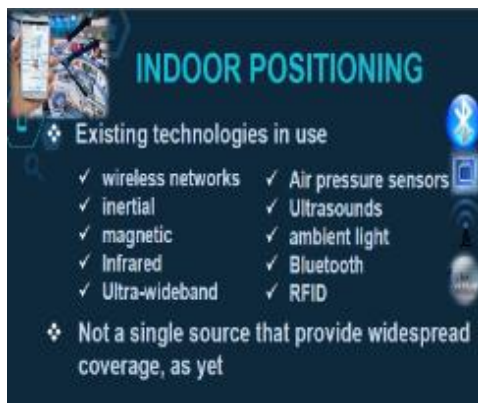 INDOOR POSITIONING
❖ Existing technologies in use
✓ wireless networks
✓ inertial
✓ magnetic
✓ Infrared
✓ Ultra-wideband
✓ Air pressure sensors
✓ Ultrasounds
✓ ambient light
✓ Bluetooth
✓ RFID
❖ Not a single source that provide widespread
coverage, as yet